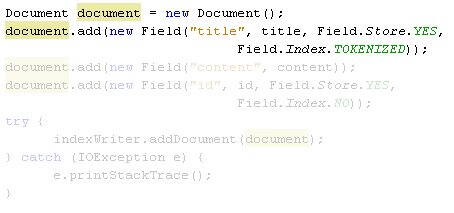 Document document = new Document();
document.add(new Field("title", title, Field.Store.YES,
Field.Index.TOKENIZED));
document.add(new Field("content", content));
document.add(new Field("id", id, Field.Store.YES,
Field.Index.NO));
try {
indexWriter.addDocument(document);
} catch (IOException e) {
e.printStackTrace();
}